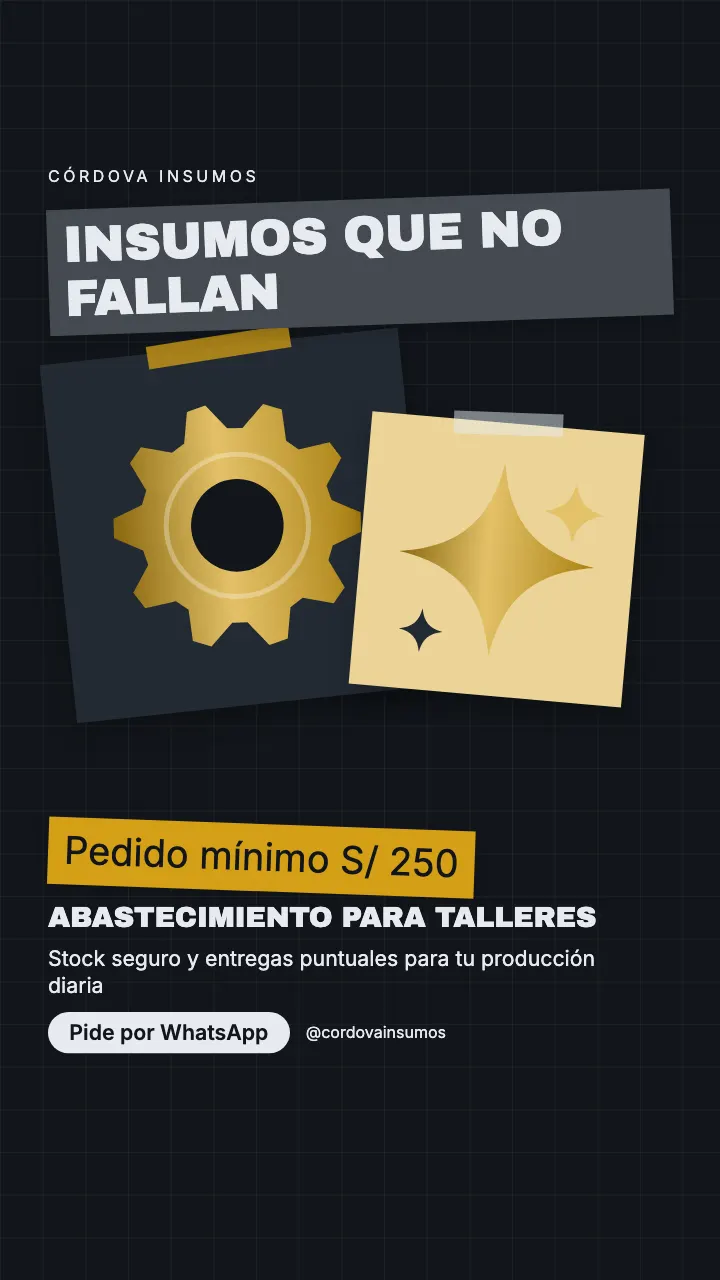 CÓRDOVA INSUMOS
INSUMOS QUE NO
FALLAN
Pedido mínimo S/ 250
ABASTECIMIENTO PARA TALLERES
Stock seguro y entregas puntuales para tu producción
diaria
Pide por WhatsApp
@cordovainsumos